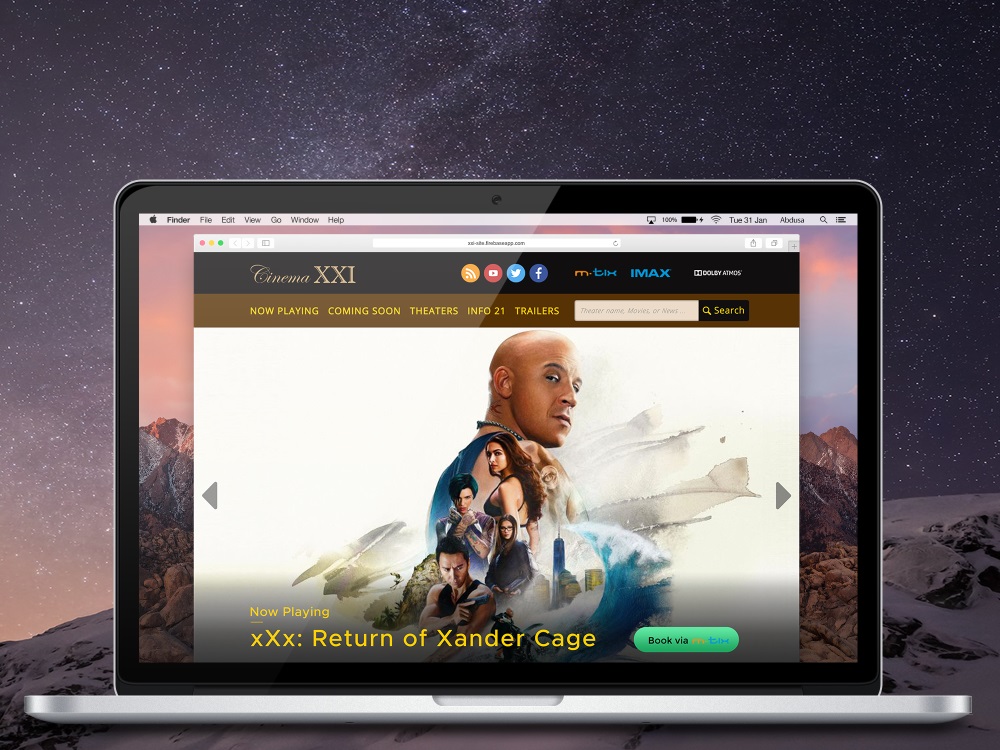 Finder File Edit View Go Window Help 100% Tue 31 Jan Abdusa
xxi-site.firebaseapp.com
Cinema XXI m·tix IMAX DOLBY ATMOS
NOW PLAYING COMING SOON THEATERS INFO 21 TRAILERS Theater name, Movies, or News ... Search
Now Playing
xXx: Return of Xander Cage
Book via m·tix